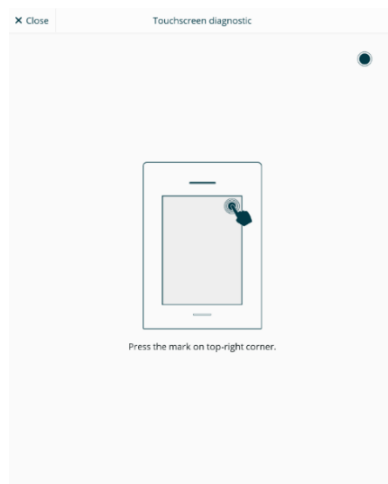 ✕ Close
Touchscreen diagnostic
Press the mark on top-right corner.